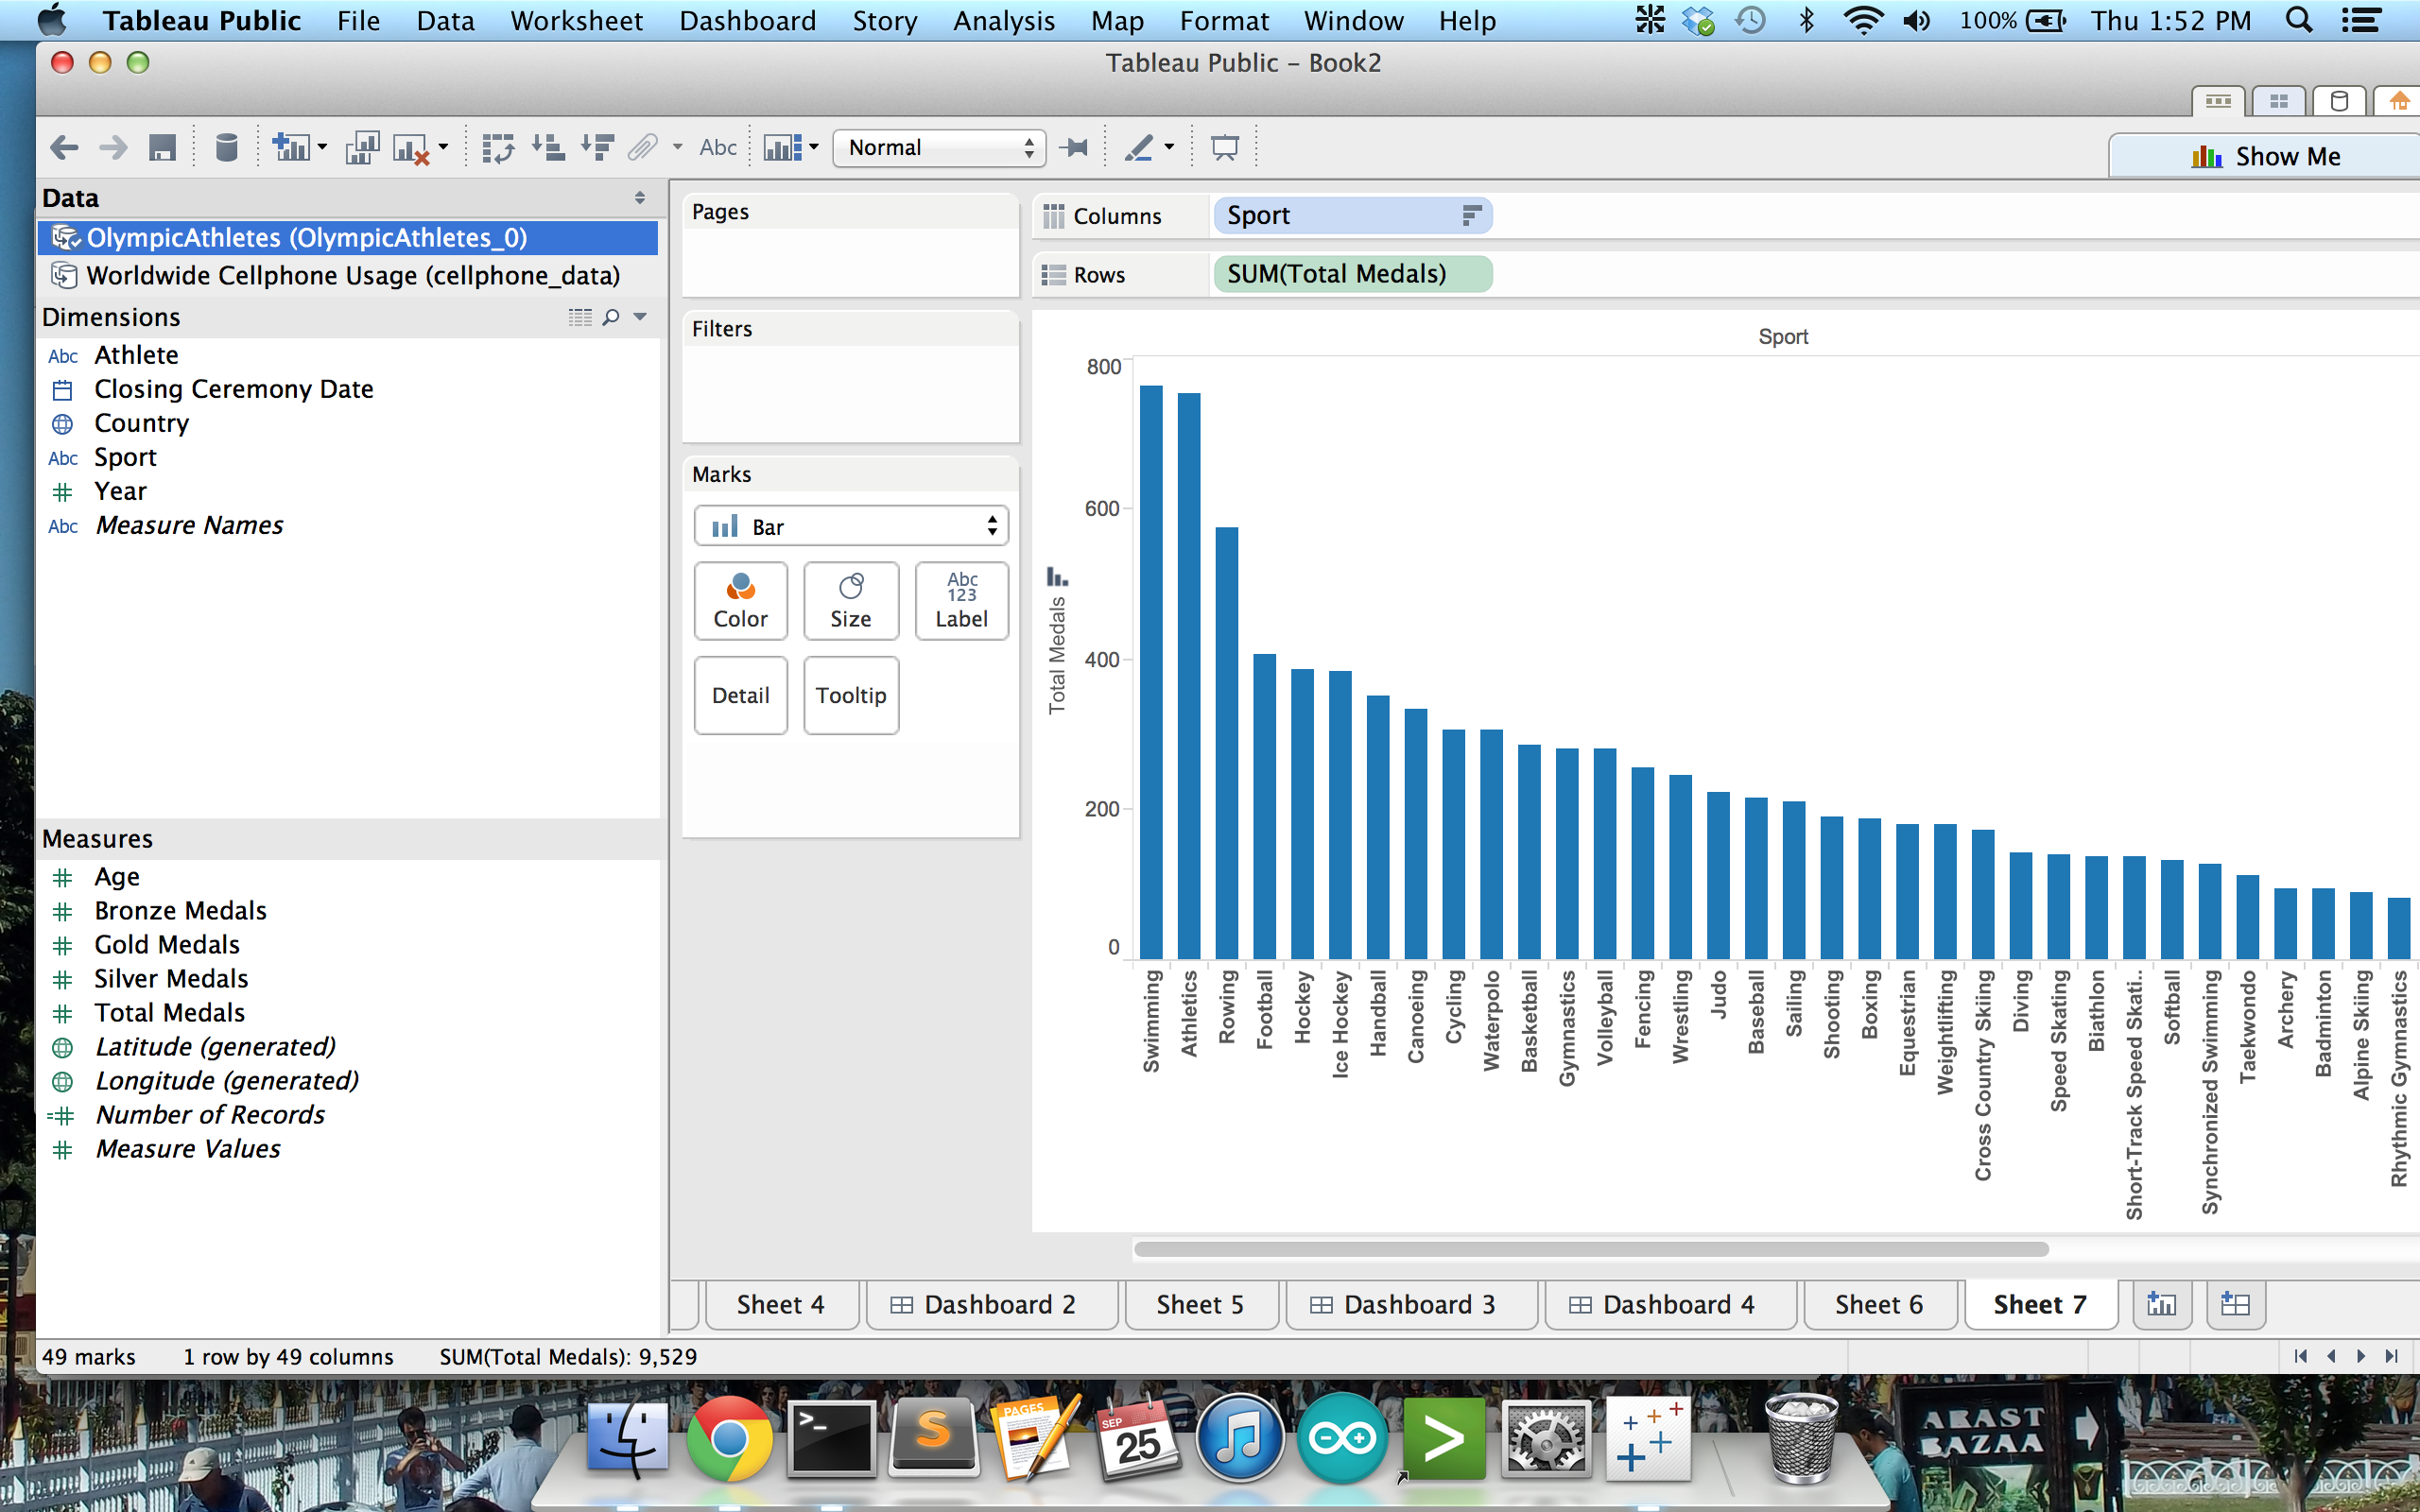 Tableau Public File Data Worksheet Dashboard Story Analysis Map Format Window Help 100% Thu 1:52 PM
Tableau Public - Book2
Abc Normal Show Me
Data
OlympicAthletes (OlympicAthletes_0)
Worldwide Cellphone Usage (cellphone_data)
Dimensions
Abc Athlete
Closing Ceremony Date
Country
Abc Sport
Year
Abc Measure Names
Measures
Age
Bronze Medals
Gold Medals
Silver Medals
Total Medals
Latitude (generated)
Longitude (generated)
Number of Records
Measure Values
Pages
Filters
Marks
Bar
Color
Size
Abc
123
Label
Detail
Tooltip
Columns Sport
Rows SUM(Total Medals)
Sport
Total Medals
800
600
400
200
0
Swimming
Athletics
Rowing
Football
Hockey
Ice Hockey
Handball
Canoeing
Cycling
Waterpolo
Basketball
Gymnastics
Volleyball
Fencing
Wrestling
Judo
Baseball
Sailing
Shooting
Boxing
Equestrian
Weightlifting
Cross Country Skiing
Diving
Speed Skating
Biathlon
Short-Track Speed Skati..
Softball
Synchronized Swimming
Taekwondo
Archery
Badminton
Alpine Skiing
Rhythmic Gymnastics
Sheet 4 Dashboard 2 Sheet 5 Dashboard 3 Dashboard 4 Sheet 6 Sheet 7
49 marks 1 row by 49 columns SUM(Total Medals): 9,529
>_
S
PAGES
SEP
25
ARAST
BAZAA